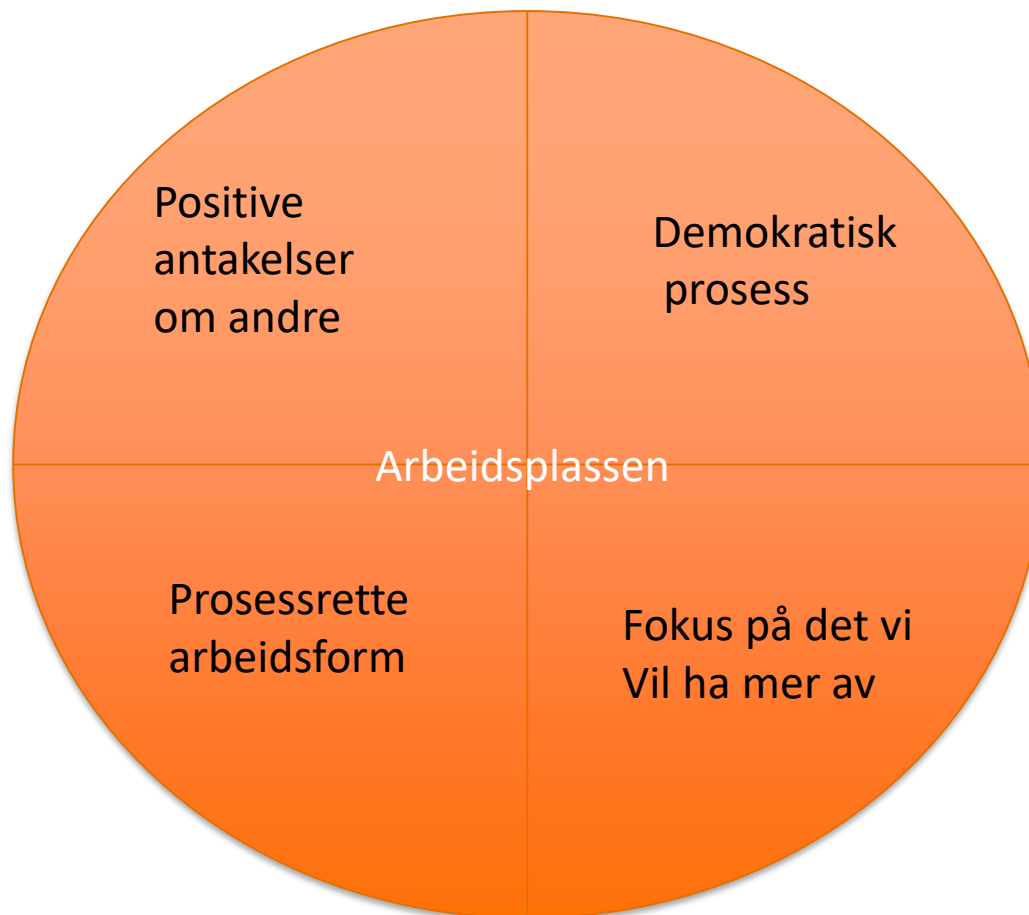 Positive
antakelser
om andre
Demokratisk
prosess
Arbeidsplassen
Prosessrette
arbeidsform
Fokus på det vi
Vil ha mer av